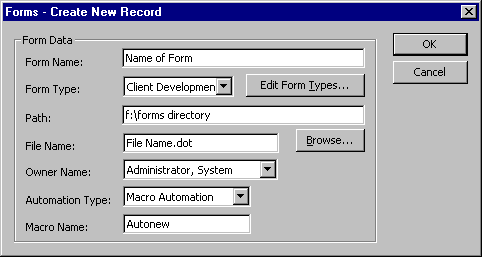 Forms - Create New Record
Form Data
Form Name: Name of Form
Form Type: Client Developmen Edit Form Types...
Path: f:\forms directory
File Name: File Name.dot Browse...
Owner Name: Administrator, System
Automation Type: Macro Automation
Macro Name: Autonew
OK
Cancel